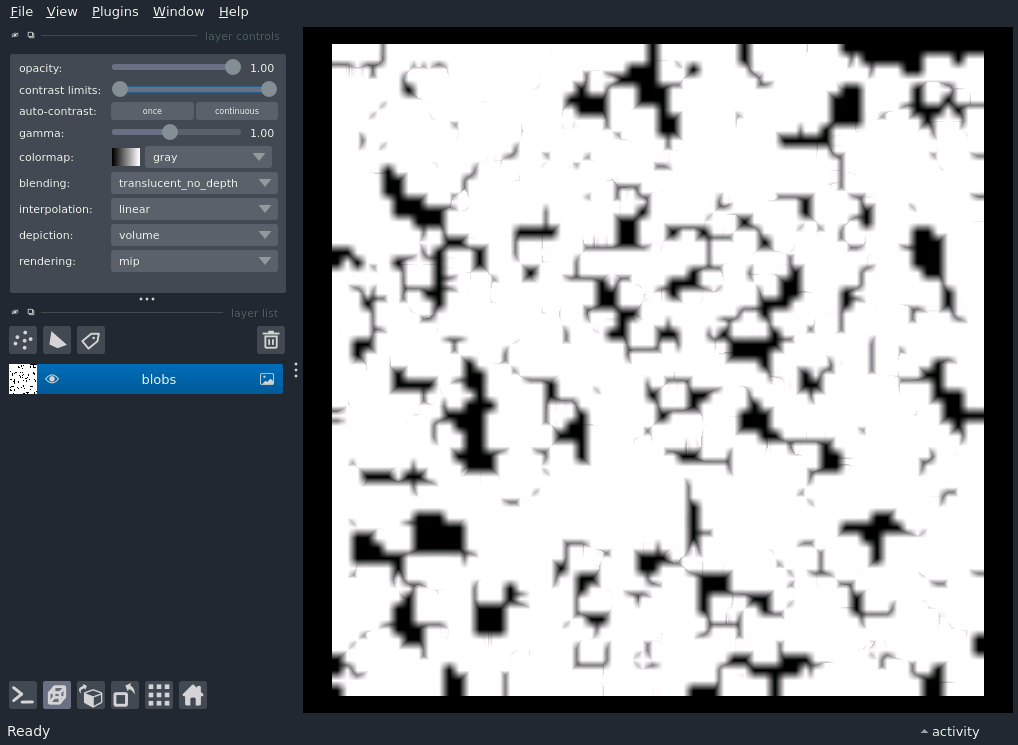 File View Plugins Window Help
layer controls
opacity: 1.00
contrast limits:
auto-contrast: once continuous
gamma: 1.00
colormap: gray
blending: translucent_no_depth
interpolation: linear
depiction: volume
rendering: mip
layer list
blobs
Ready activity